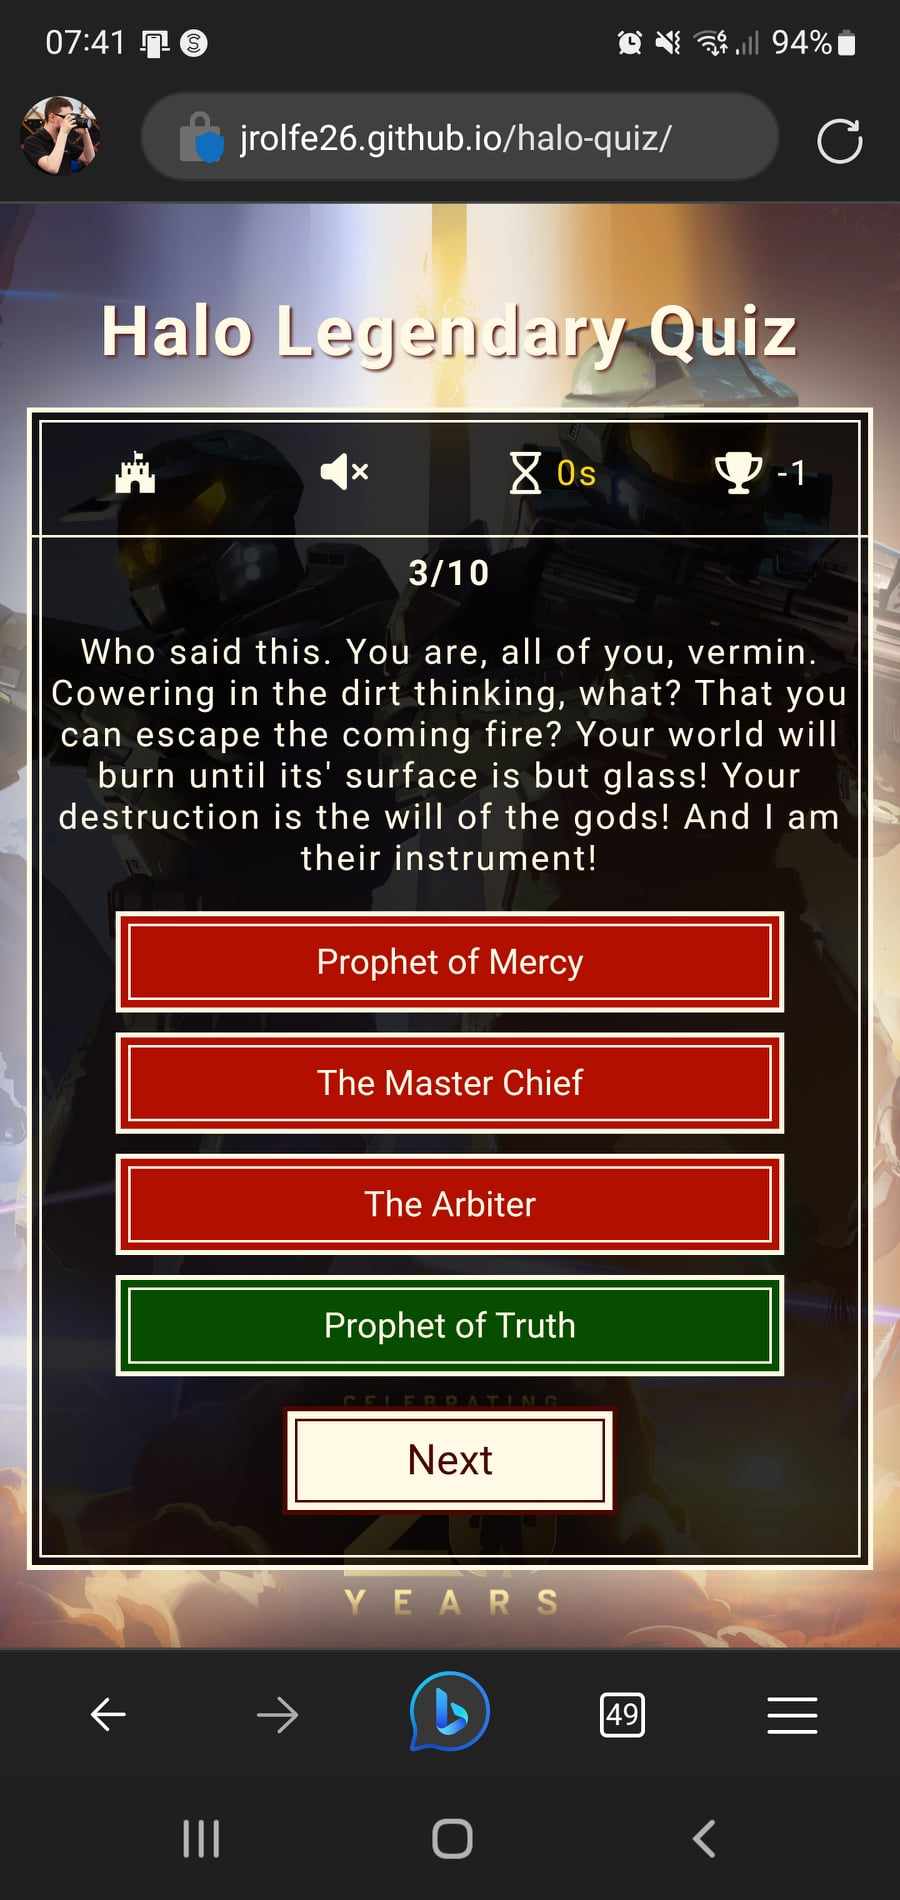 07:41
94%
jrolfe26.github.io/halo-quiz/
Halo Legendary Quiz
0s
-1
3/10
Who said this. You are, all of you, vermin.
Cowering in the dirt thinking, what? That you
can escape the coming fire? Your world will
burn until its' surface is but glass! Your
destruction is the will of the gods! And I am
their instrument!
Prophet of Mercy
The Master Chief
The Arbiter
Prophet of Truth
CELEBRATING
Next
20
YEARS
49